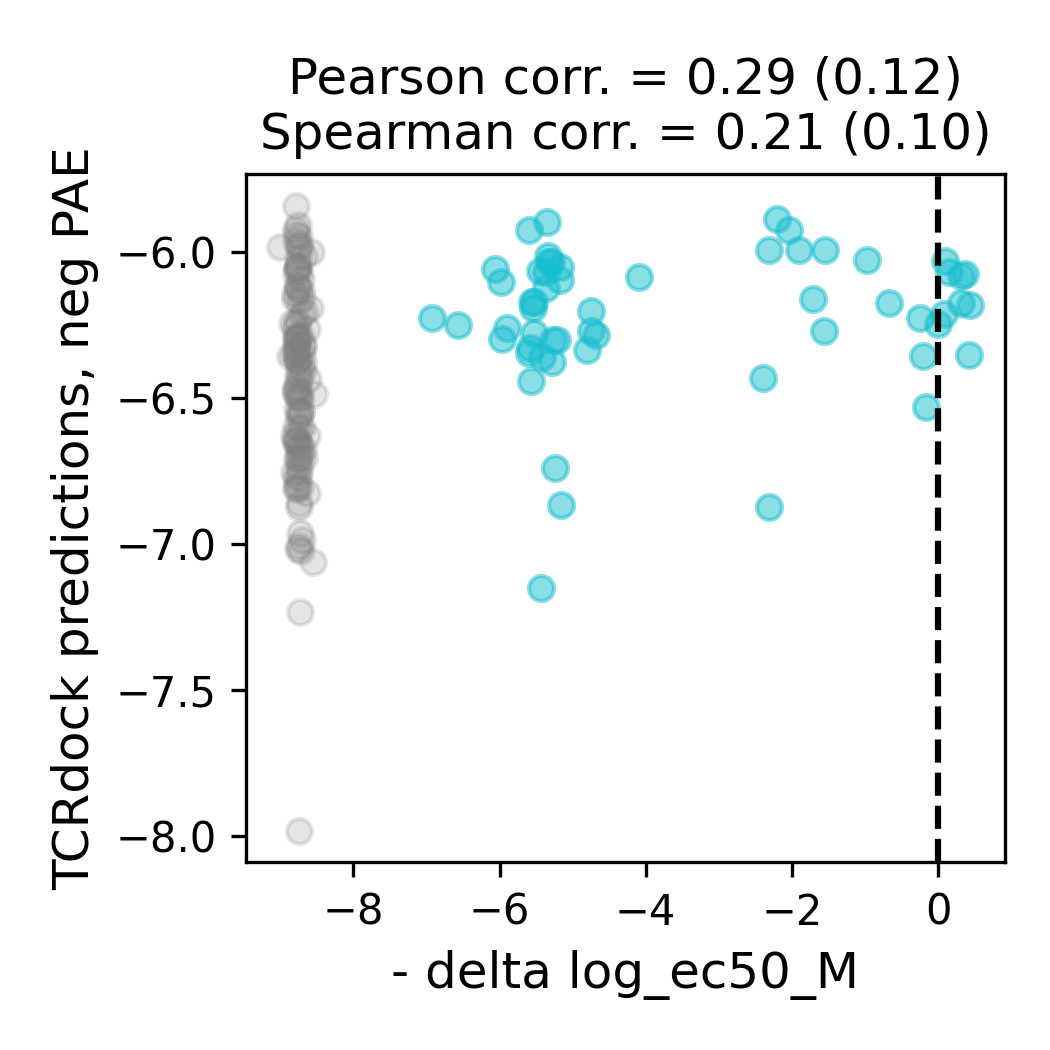 Pearson corr. = 0.29 (0.12)
Spearman corr. = 0.21 (0.10)
TCRdock predictions, neg PAE
−6.0
−6.5
−7.0
−7.5
−8.0
−8 −6 −4 −2 0
- delta log_ec50_M